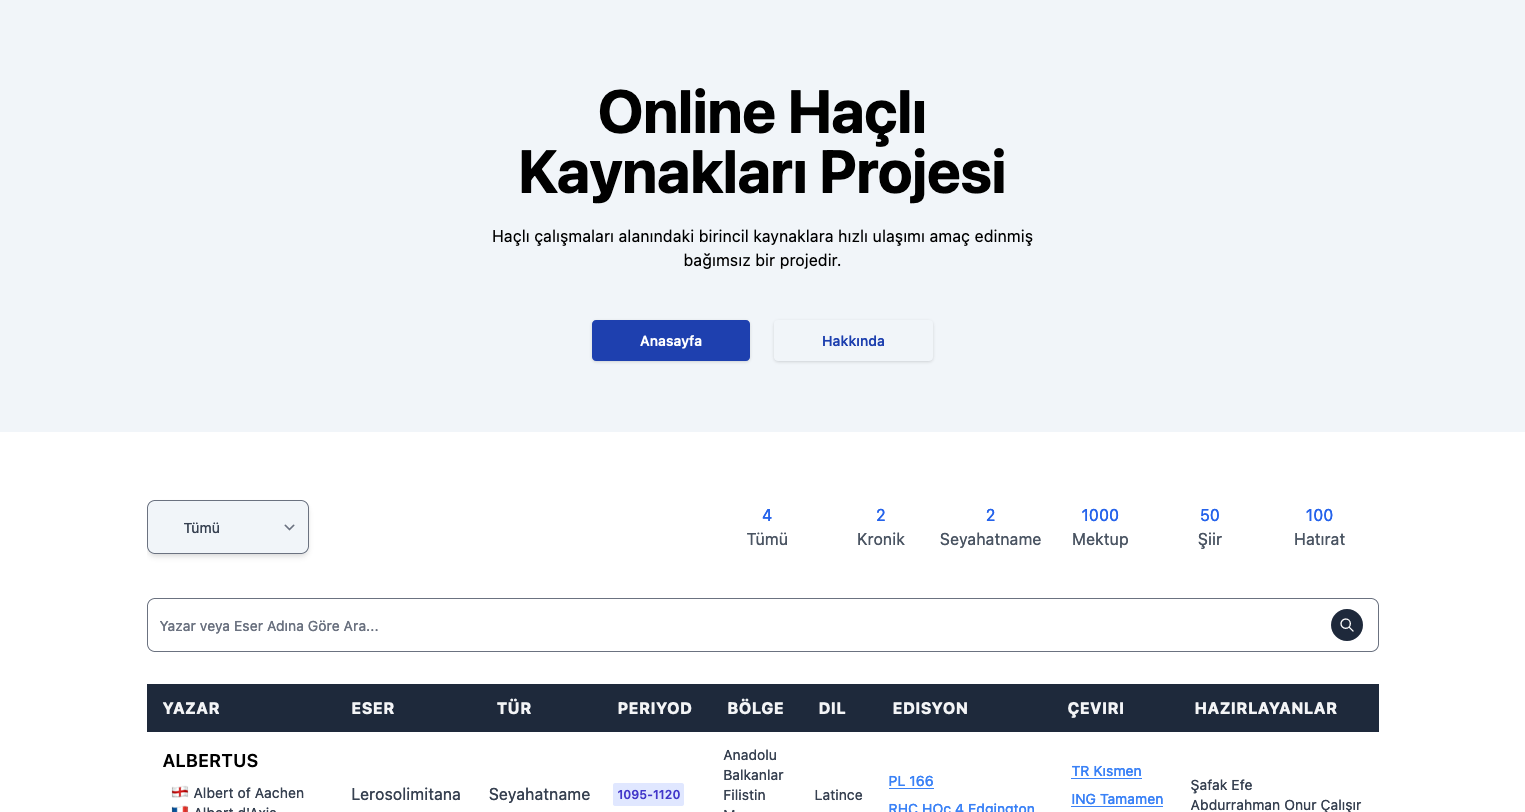 Online Haçlı
Kaynakları Projesi
Haçlı çalışmaları alanındaki birincil kaynaklara hızlı ulaşımı amaç edinmiş
bağımsız bir projedir.
Anasayfa
Hakkında
Tümü
4
Tümü
2
Kronik
2
Seyahatname
1000
Mektup
50
Şiir
100
Hatırat
Yazar veya Eser Adına Göre Ara...
YAZAR ESER TÜR PERIYOD BÖLGE DIL EDISYON ÇEVIRI HAZIRLAYANLAR
ALBERTUS
Albert of Aachen
Lerosolimitana
Seyahatname
1095-1120
Anadolu
Balkanlar
Filistin
Latince
PL 166
RHC HOc 4 Edgington
TR Kısmen
ING Tamamen
Şafak Efe
Abdurrahman Onur Çalışır